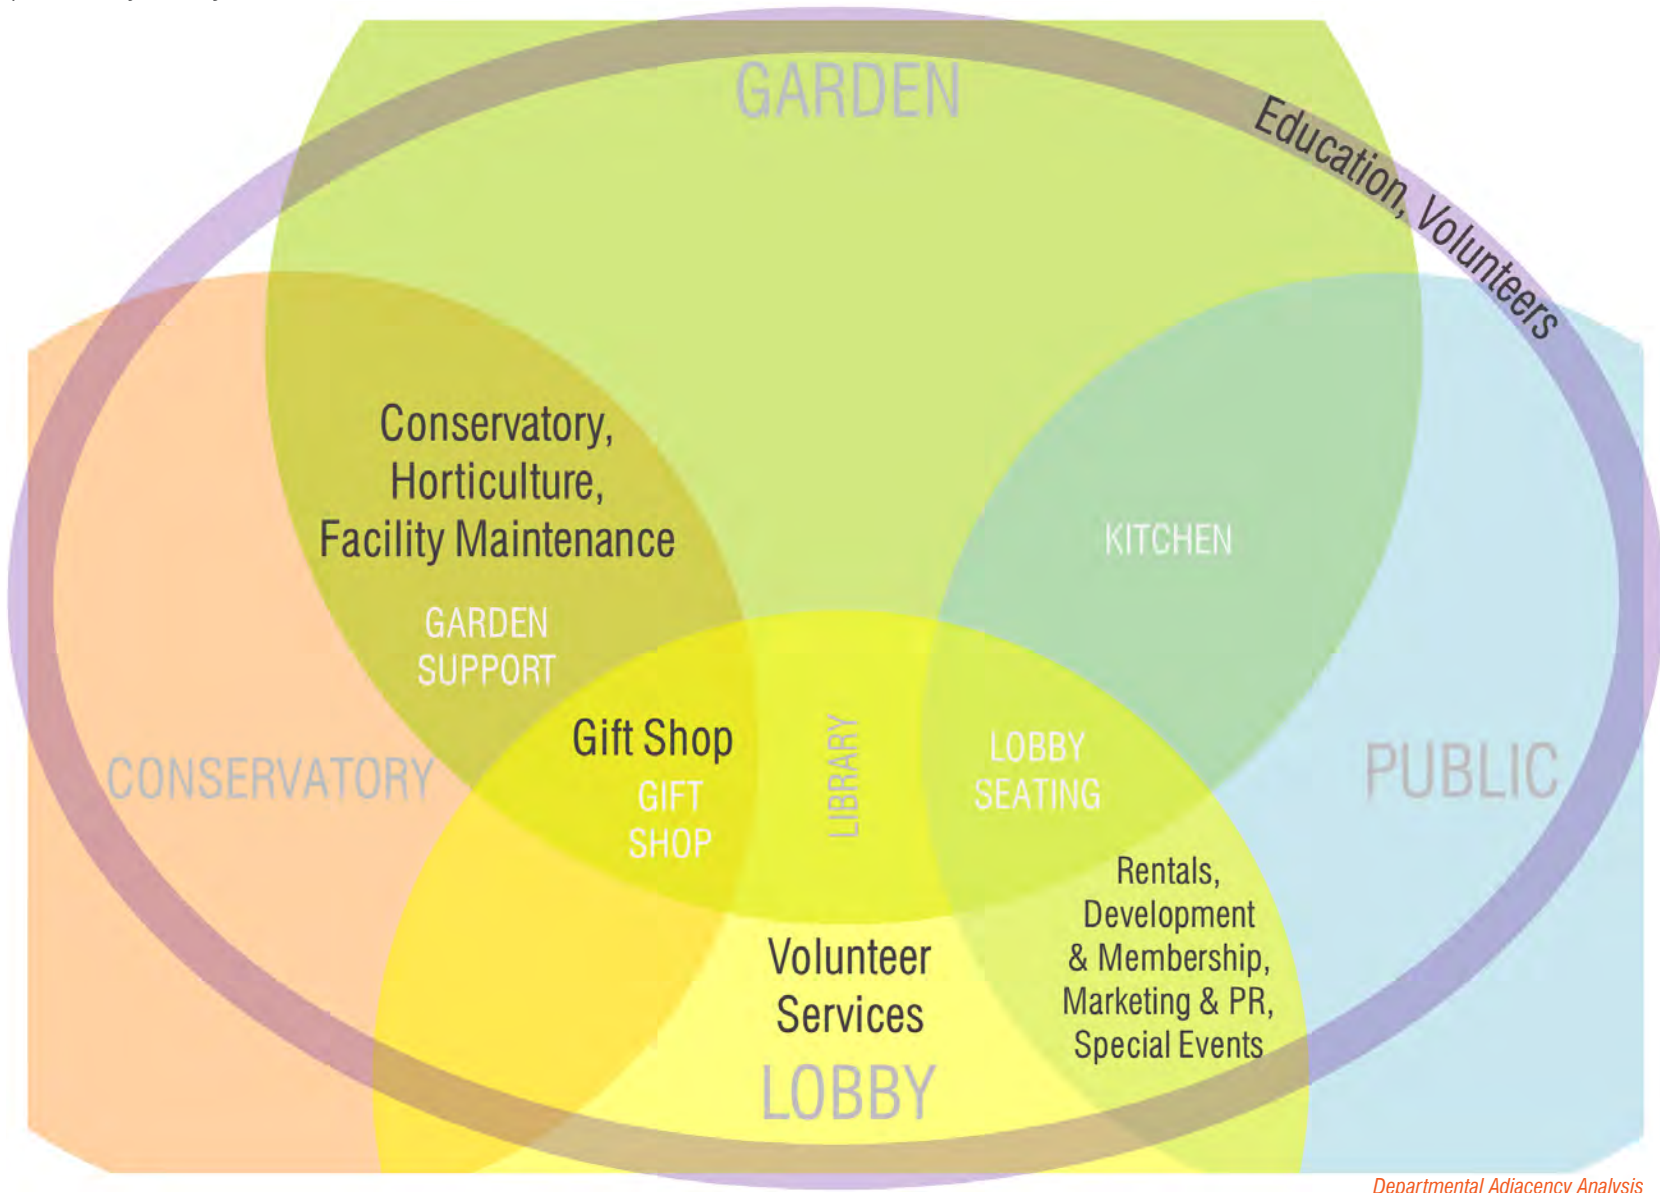 GARDEN
Education, Volunteers
Conservatory,
Horticulture,
Facility Maintenance
KITCHEN
GARDEN
SUPPORT
Gift Shop
GIFT
SHOP
LIBRARY
LOBBY
SEATING
CONSERVATORY
PUBLIC
Rentals,
Development
& Membership,
Marketing & PR,
Special Events
Volunteer
Services
LOBBY
Departmental Adjacency Analysis